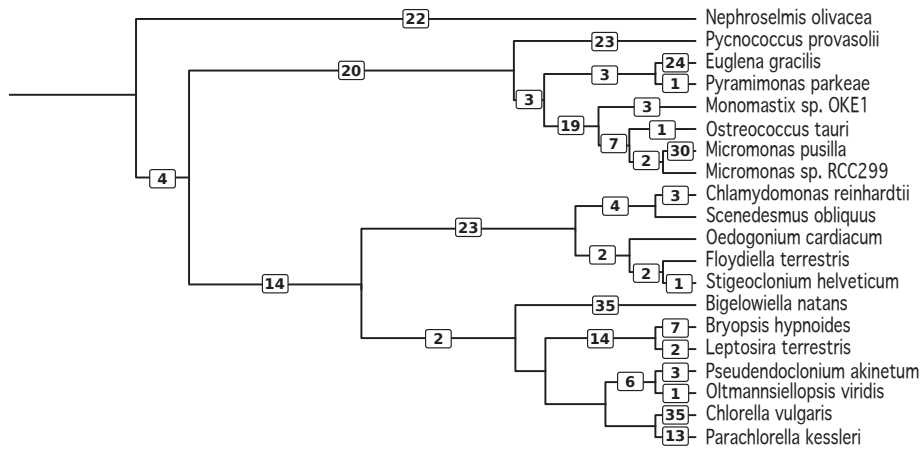 22 Nephroselmis olivacea
23 Pycnococcus provasolii
24 Euglena gracilis
20
3
3
1 Pyramimonas parkeae
3 Monomastix sp. OKE1
19
1 Ostreococcus tauri
7
30 Micromonas pusilla
2
Micromonas sp. RCC299
4
3 Chlamydomonas reinhardtii
4
Scenedesmus obliquus
23
Oedogonium cardiacum
2
Floydiella terrestris
2
14
1 Stigeoclonium helveticum
35 Bigelowiella natans
7 Bryopsis hypnoides
2
14
2 Leptosira terrestris
3 Pseudendoclonium akinetum
6
1 Oltmannsiellopsis viridis
35 Chlorella vulgaris
13 Parachlorella kessleri